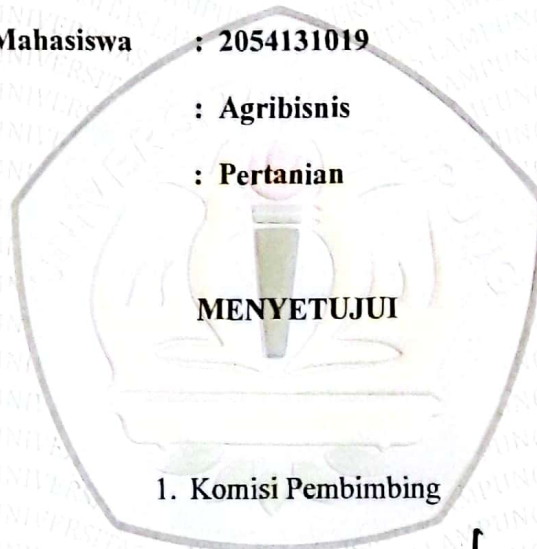 Mahasiswa : 2054131019
: Agribisnis
: Pertanian
MENYETUJUI
1. Komisi Pembimbing